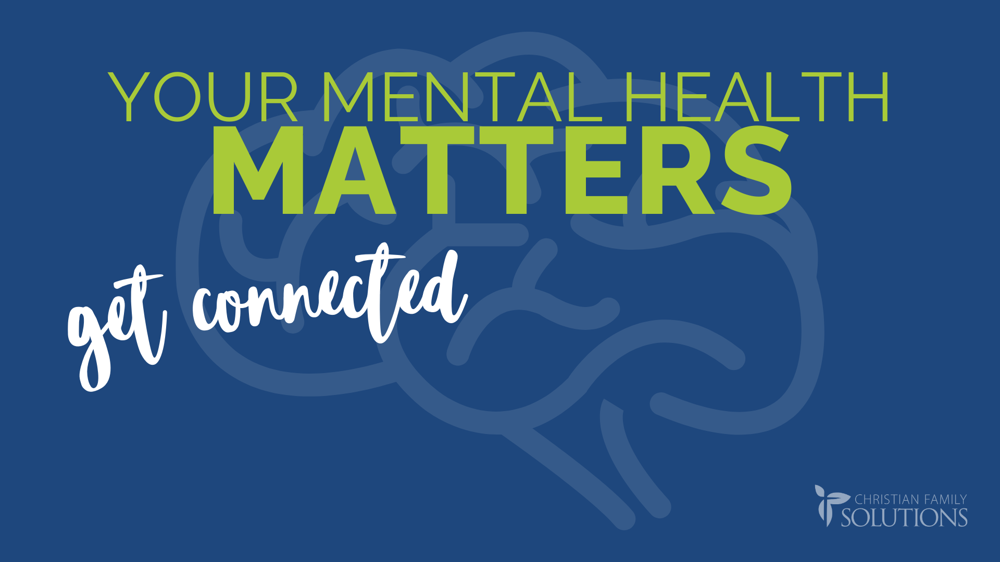 YOUR MENTAL HEALTH
MATTERS
get connected
CHRISTIAN FAMILY
SOLUTIONS